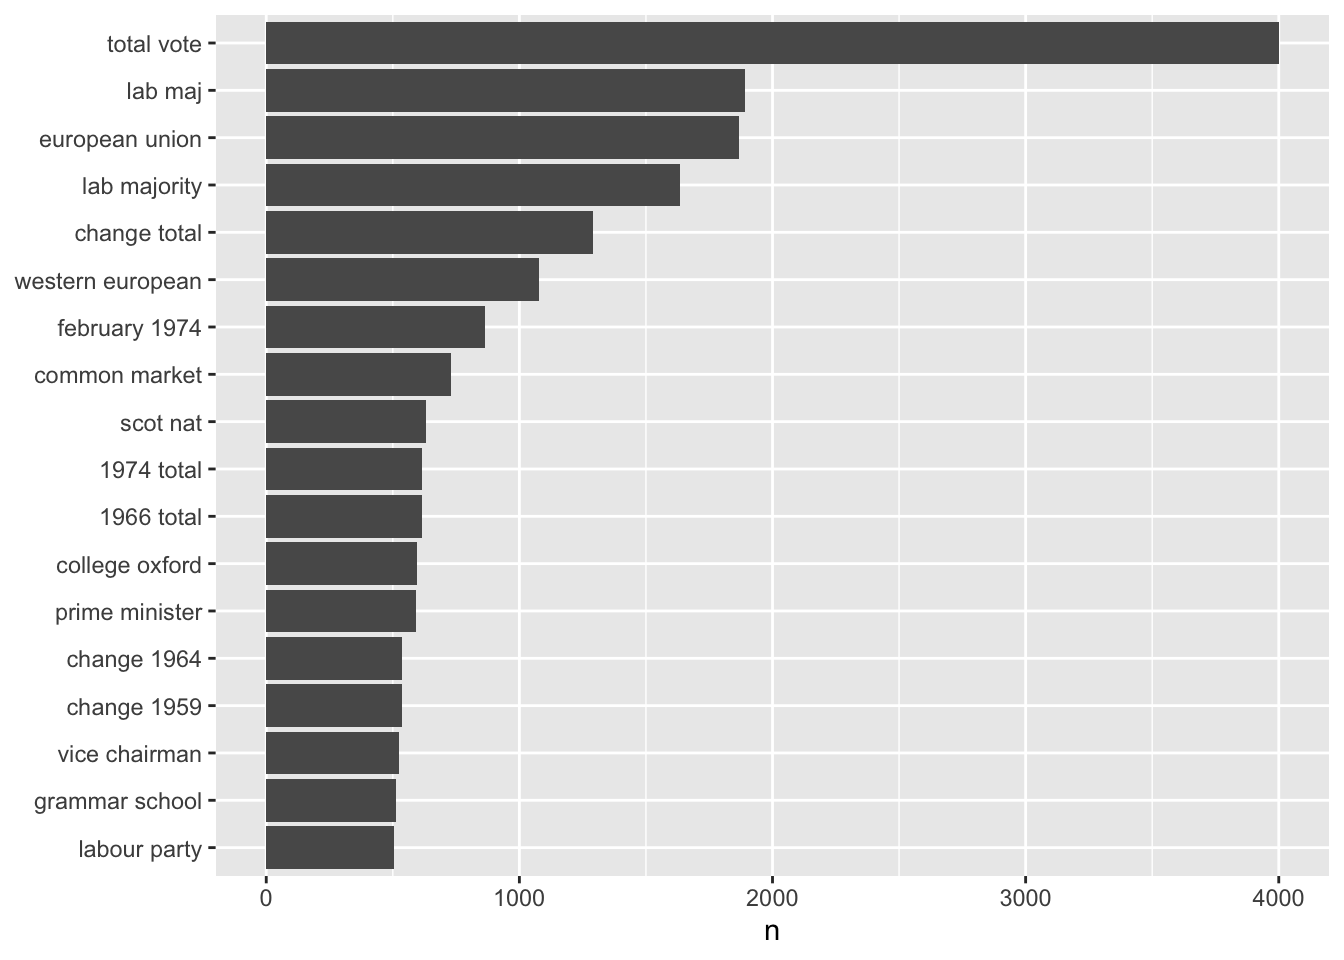 total vote
lab maj
european union
lab majority
change total
western european
february 1974
common market
scot nat
1974 total
1966 total
college oxford
prime minister
change 1964
change 1959
vice chairman
grammar school
labour party
0 1000 2000 3000 4000
n